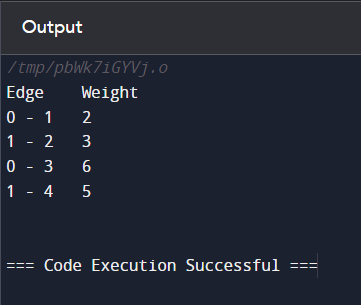 Output
/tmp/pbWk7iGYVj.o
Edge    Weight
0 - 1   2
1 - 2   3
0 - 3   6
1 - 4   5
=== Code Execution Successful ===